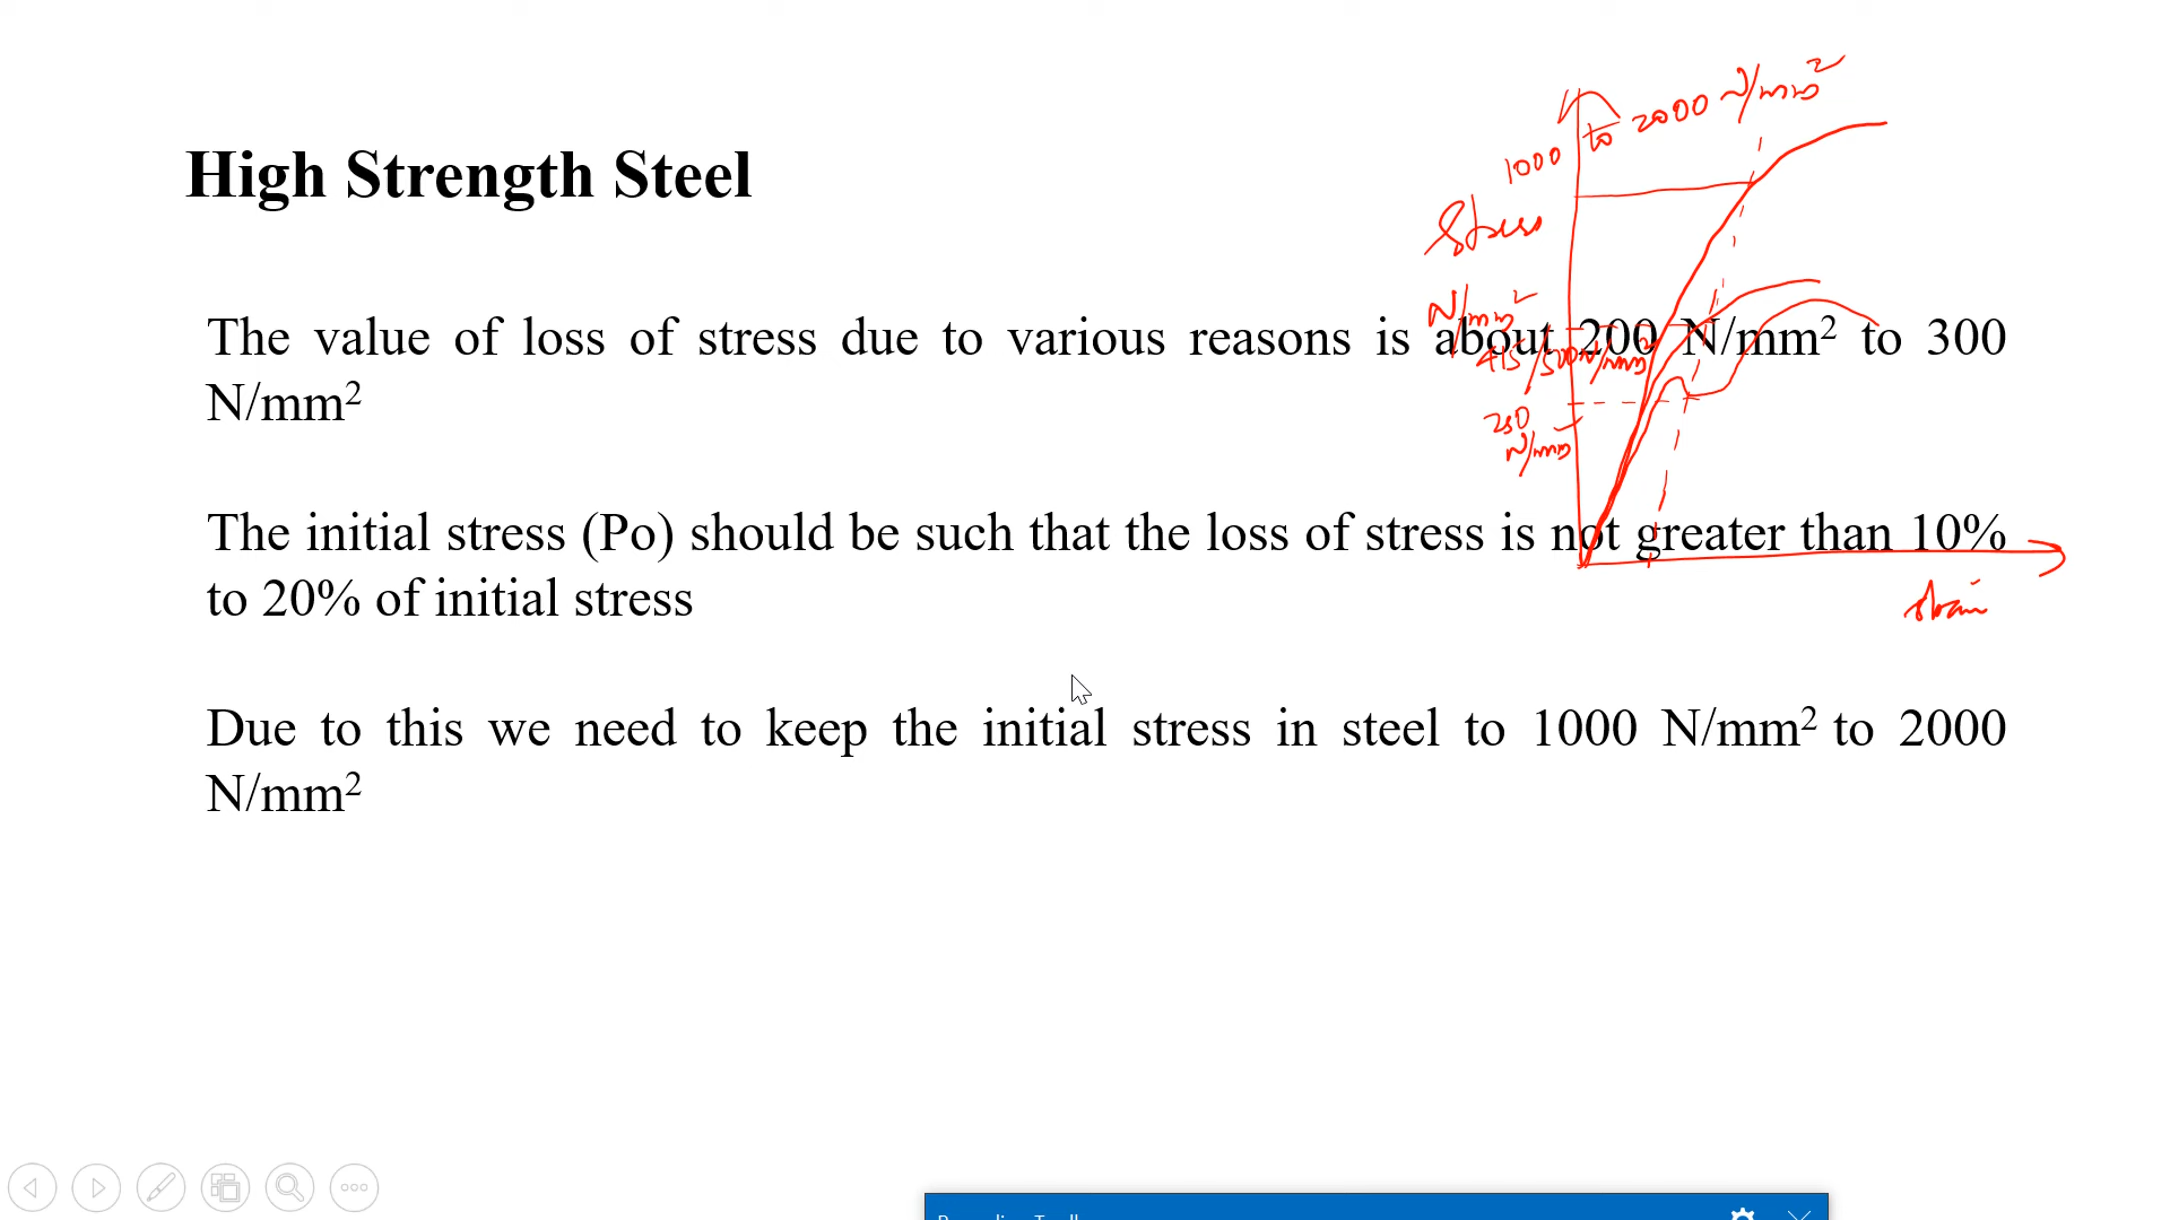 High Strength Steel
1000 to 2000 N/mm²
Stress
N/mm²
The value of loss of stress due to various reasons is about 200 N/mm² to 300
N/mm²
415/500 N/mm²
250
N/mm
The initial stress (Po) should be such that the loss of stress is not greater than 10%
to 20% of initial stress
strain
Due to this we need to keep the initial stress in steel to 1000 N/mm² to 2000
N/mm²